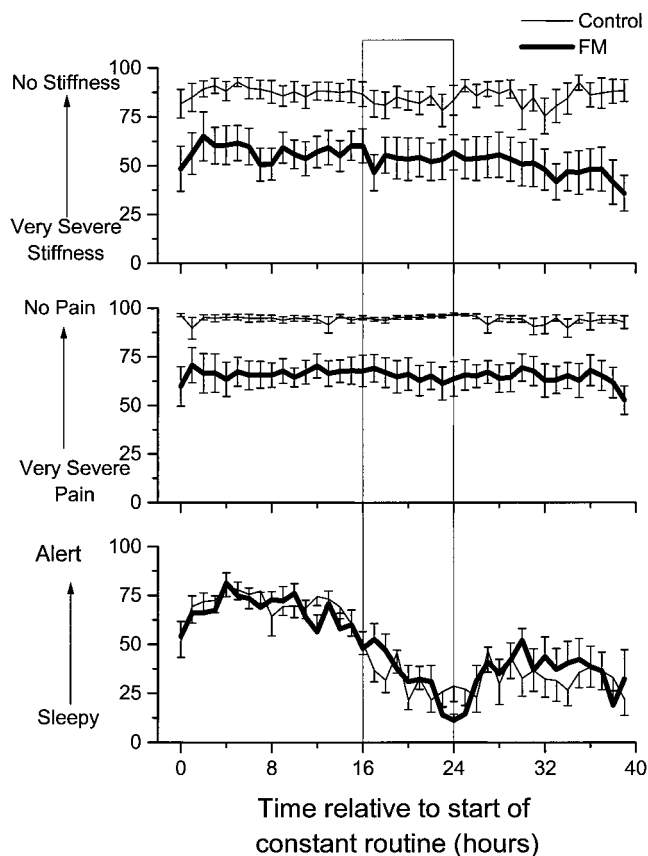 Control
FM
No Stiffness
Very Severe
Stiffness
100
75
50
25
0
No Pain
Very Severe
Pain
100
75
50
25
0
Alert
Sleepy
100
75
50
25
0
0 8 16 24 32 40
Time relative to start of
constant routine (hours)